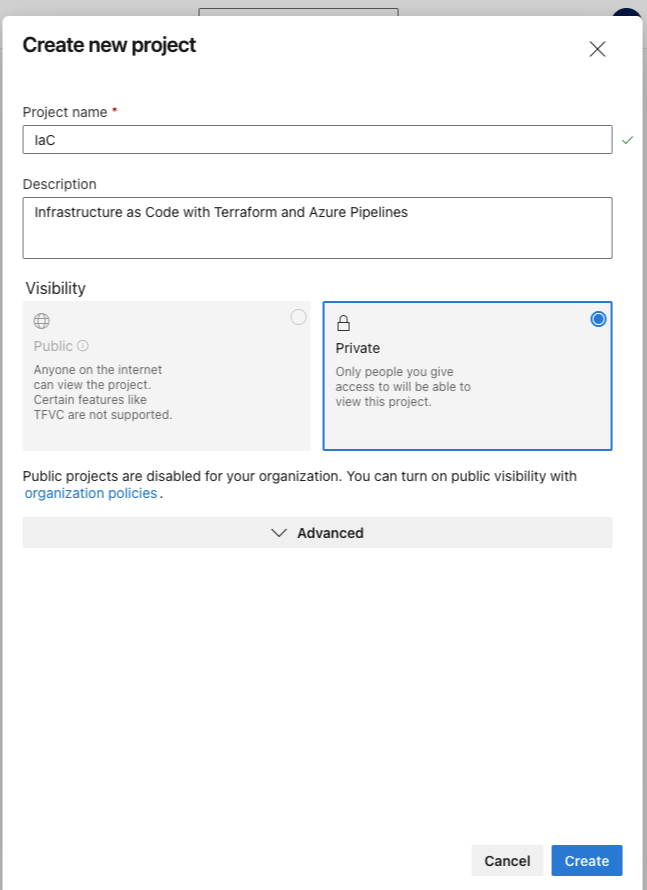 Create new project
Project name *
IaC
Description
Infrastructure as Code with Terraform and Azure Pipelines
Visibility
Public
Anyone on the internet
can view the project.
Certain features like
TFVC are not supported.
Private
Only people you give
access to will be able to
view this project.
Public projects are disabled for your organization. You can turn on public visibility with
organization policies.
Advanced
Cancel
Create